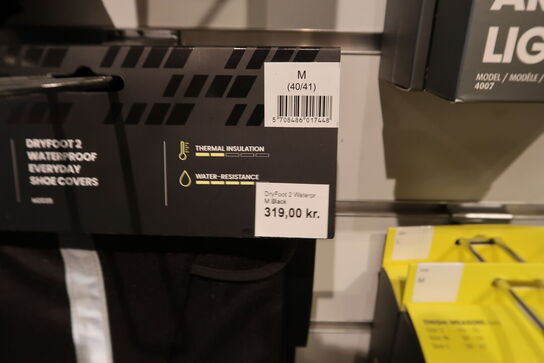 M
(40/41)
5 708486 017448
DRYFOOT 2
WATERPROOF
EVERYDAY
SHOE COVERS
THERMAL INSULATION
WATER-RESISTANCE
DryFoot 2 Waterpr
M Black
319,00 kr.
LIG
MODEL / MODÈLE /
4007
L
M